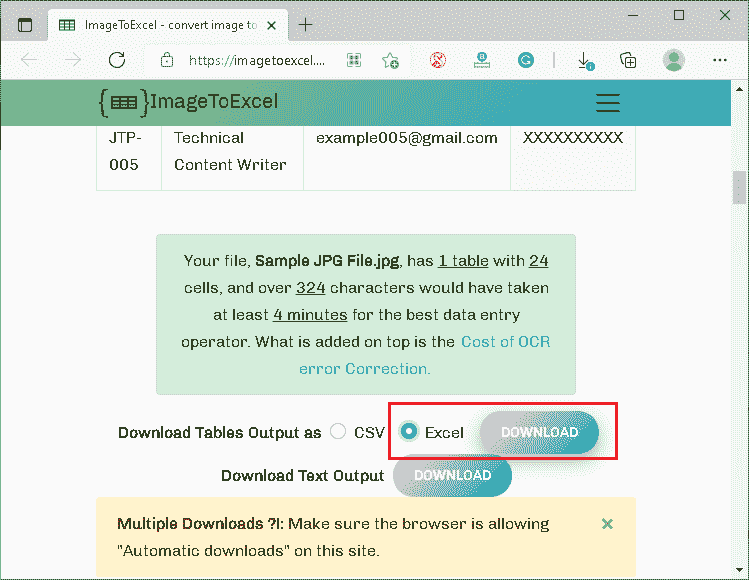 ImageToExcel - convert image to
https://imagetoexcel....
{ }ImageToExcel
JTP-
005
Technical
Content Writer
example005@gmail.com
XXXXXXXXXX
Your file, Sample JPG File.jpg, has 1 table with 24
cells, and over 324 characters would have taken
at least 4 minutes for the best data entry
operator. What is added on top is the Cost of OCR
error Correction.
Download Tables Output as CSV Excel DOWNLOAD
Download Text Output DOWNLOAD
Multiple Downloads ?!: Make sure the browser is allowing
"Automatic downloads" on this site.